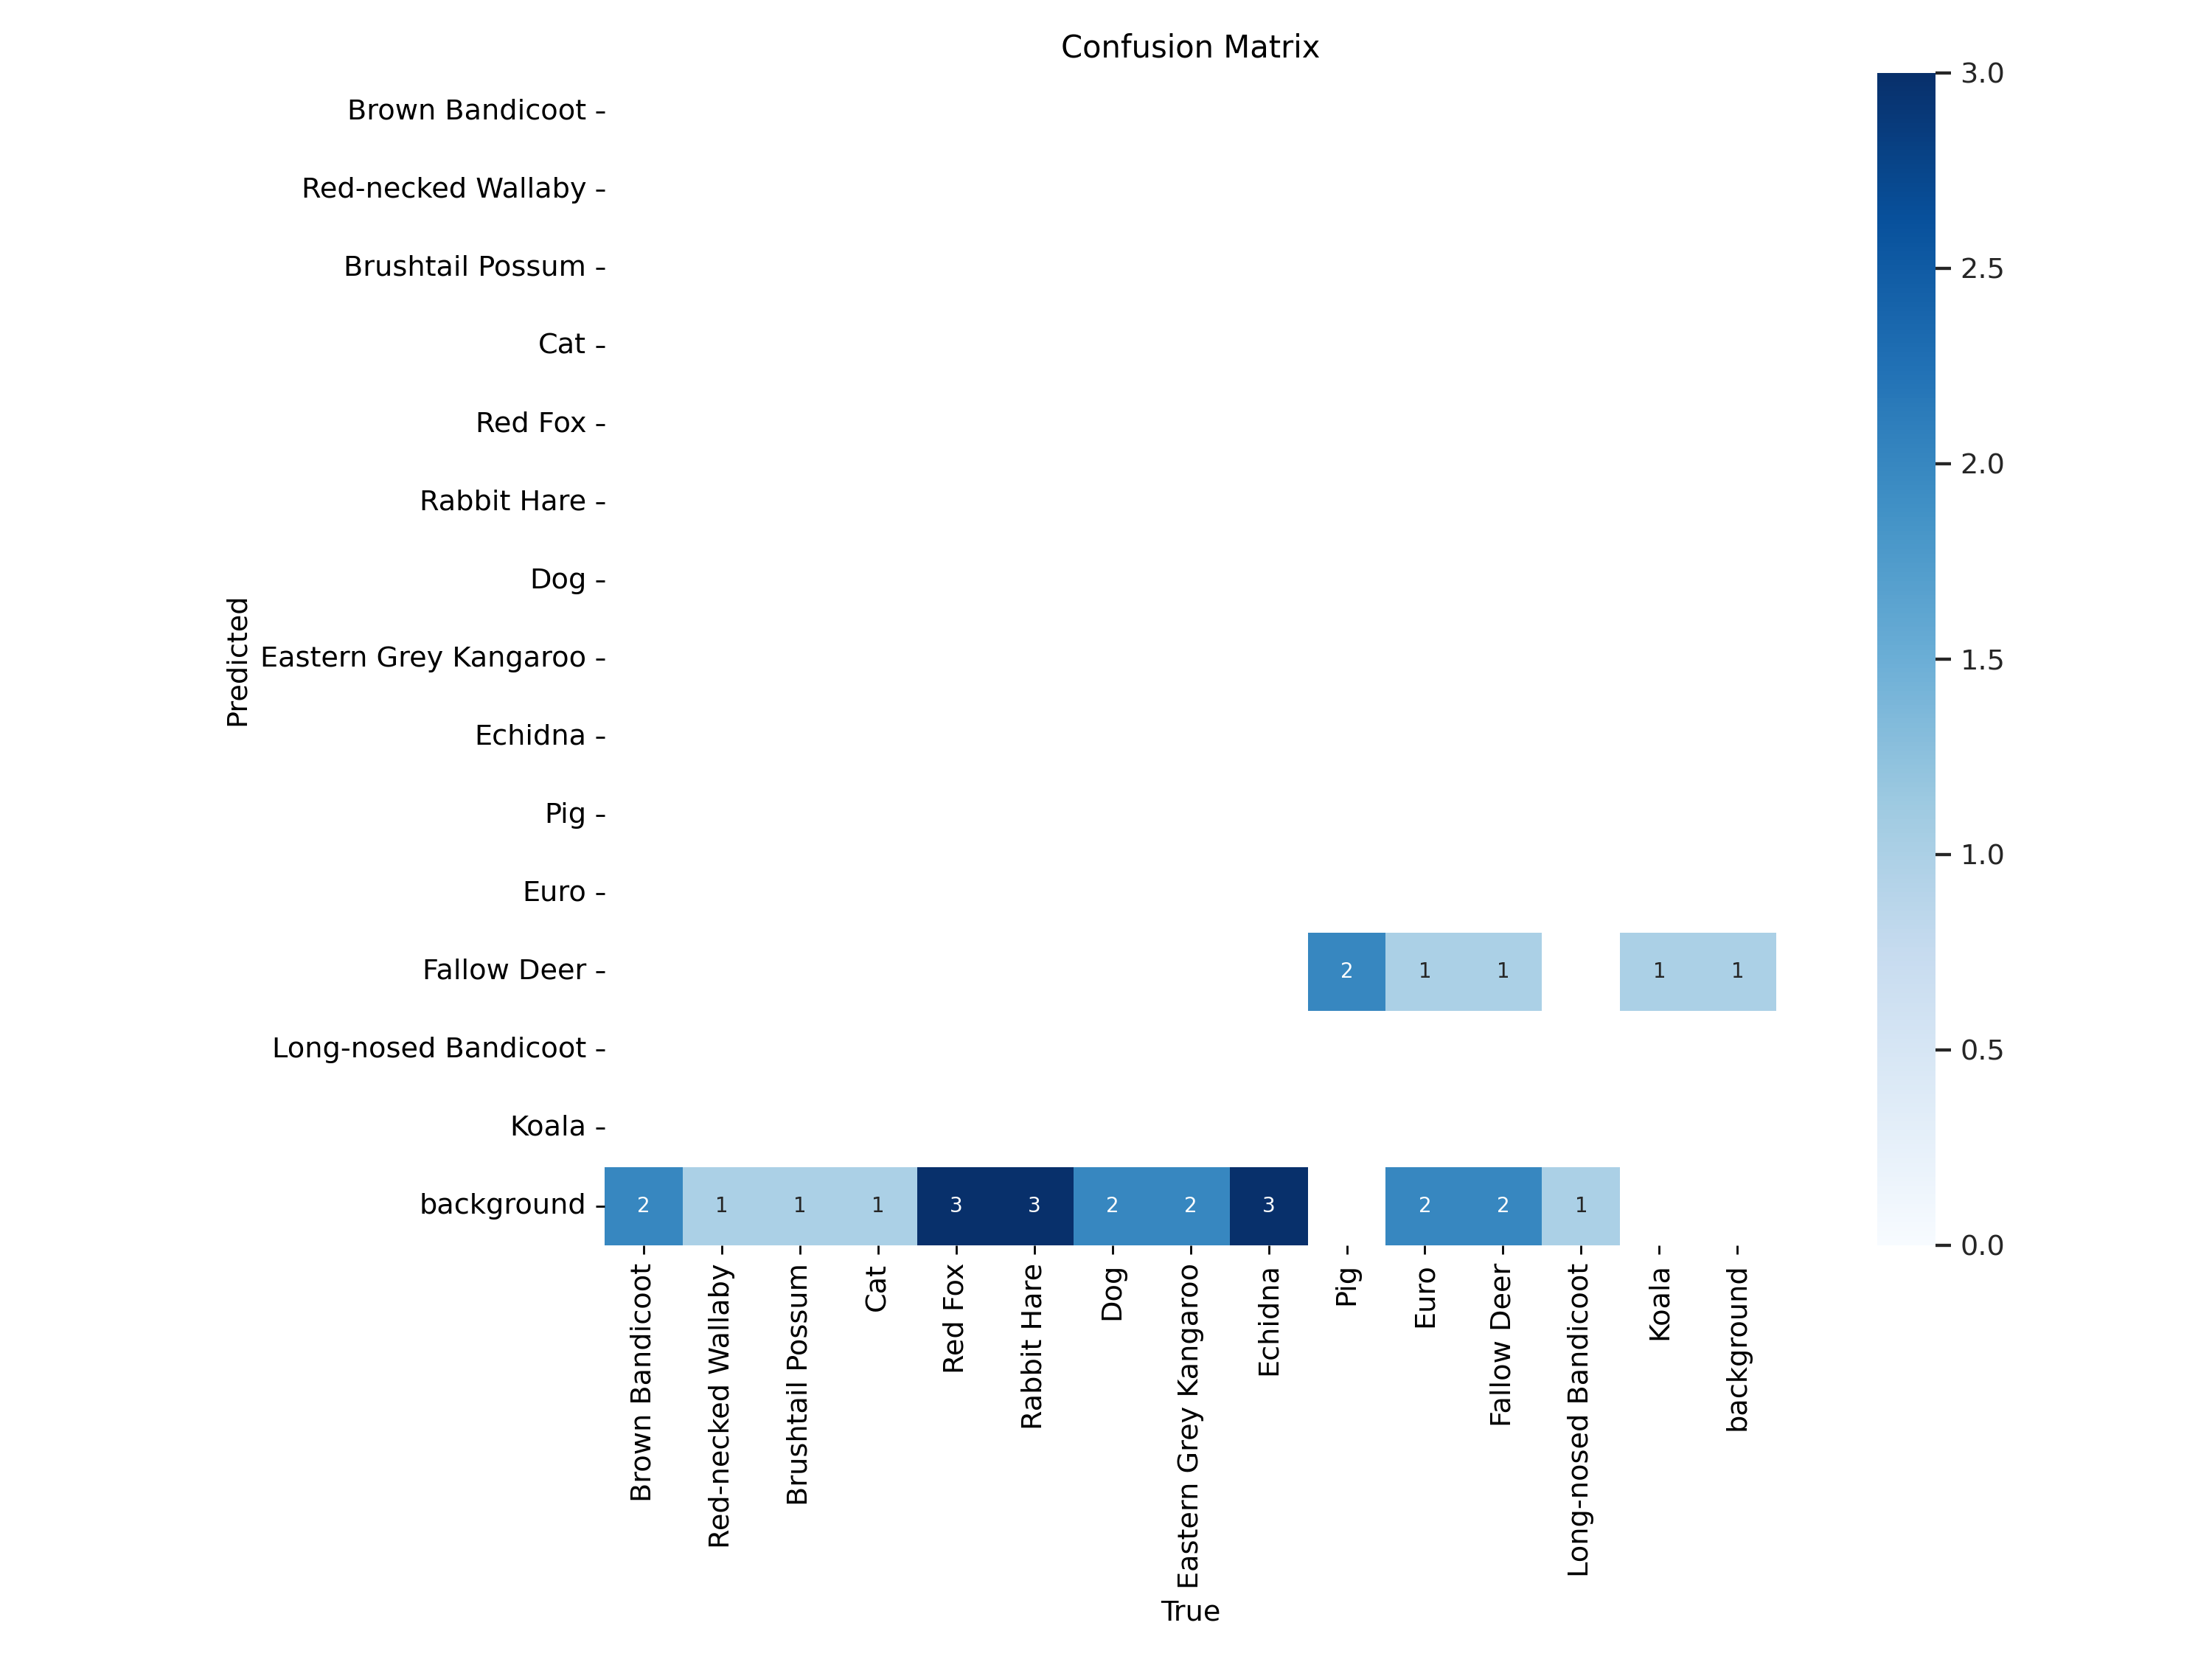 Confusion Matrix
Brown Bandicoot
Red-necked Wallaby
Brushtail Possum
Cat
Red Fox
Rabbit Hare
Dog
Eastern Grey Kangaroo
Echidna
Pig
Euro
Fallow Deer
Long-nosed Bandicoot
Koala
background
Predicted
2 1 1 1 1
2 1 1 1 3 3 2 2 3 2 2 1
Brown Bandicoot
Red-necked Wallaby
Brushtail Possum
Cat
Red Fox
Rabbit Hare
Dog
Eastern Grey Kangaroo
Echidna
Pig
Euro
Fallow Deer
Long-nosed Bandicoot
Koala
background
True
3.0
2.5
2.0
1.5
1.0
0.5
0.0